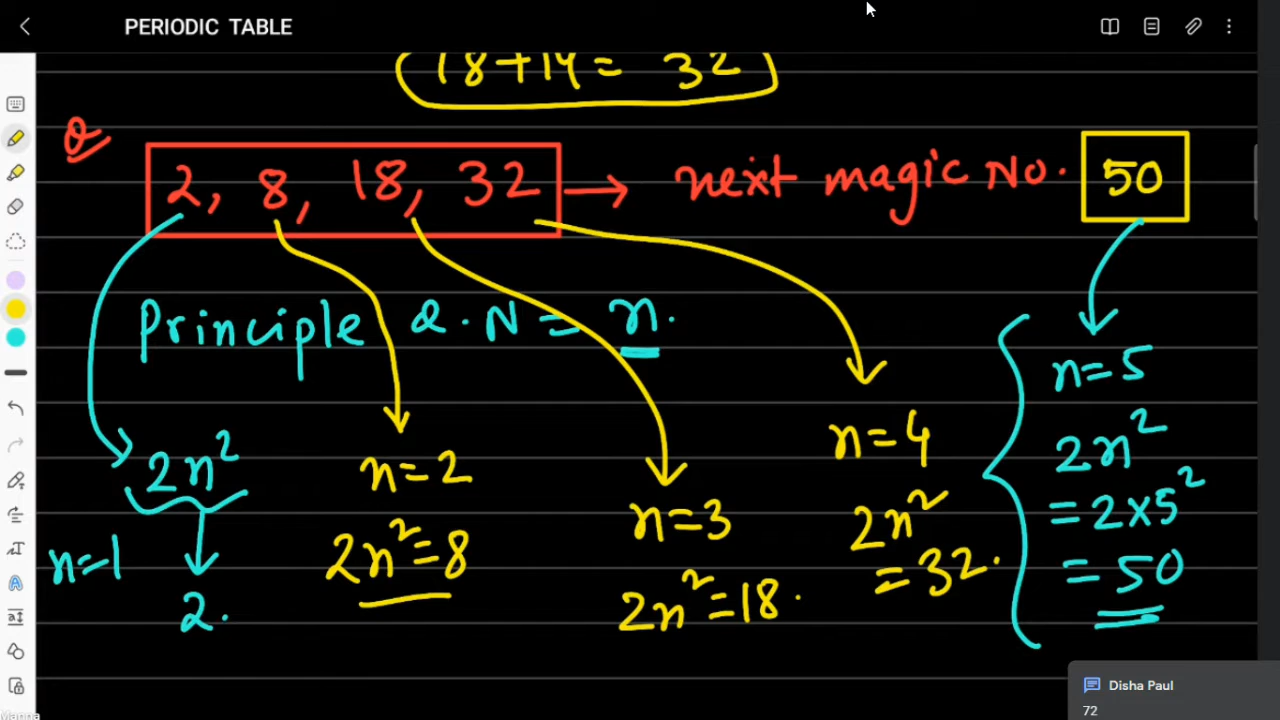 PERIODIC TABLE
18+14= 32
Q
2, 8, 18, 32 → next magic No. 50
Principle Q.N = n.
2n²
n=1
2.
n=2
2n²=8
n=3
2n²=18.
n=4
2n²
=32.
n=5
2n²
=2×5²
=50
Disha Paul
72